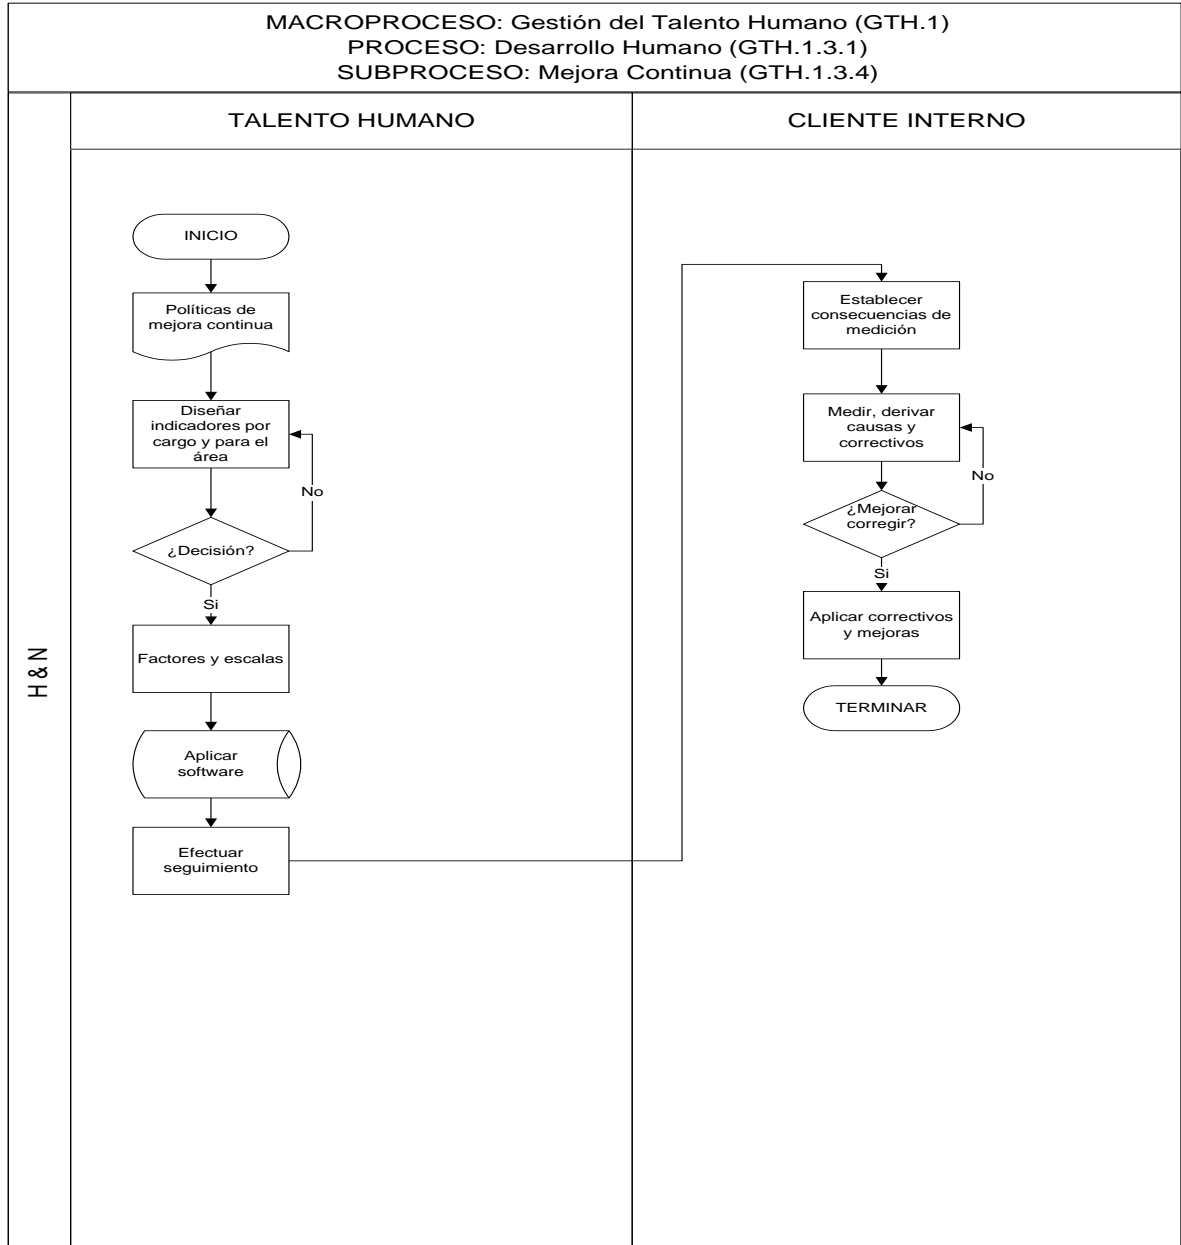 MACROPROCESO: Gestión del Talento Humano (GTH.1)
PROCESO: Desarrollo Humano (GTH.1.3.1)
SUBPROCESO: Mejora Continua (GTH.1.3.4)
H & N
TALENTO HUMANO
INICIO
Políticas de
mejora continua
Diseñar
indicadores por
cargo y para el
área
No
¿Decisión?
Si
Factores y escalas
Aplicar
software
Efectuar
seguimiento
CLIENTE INTERNO
Establecer
consecuencias de
medición
Medir, derivar
causas y
correctivos
No
¿Mejorar
corregir?
Si
Aplicar correctivos
y mejoras
TERMINAR